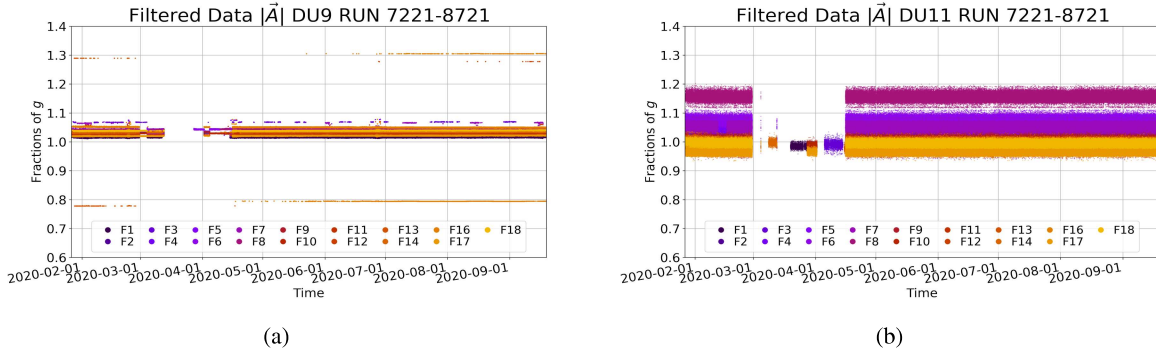 Filtered Data |A⃗| DU9 RUN 7221-8721
1.4
1.3
1.2
1.1
1.0
0.9
0.8
0.7
0.6
Fractions of g
F1 F3 F5 F7 F9 F11 F13 F16 F18
F2 F4 F6 F8 F10 F12 F14 F17
2020-02-01 2020-03-01 2020-04-01 2020-05-01 2020-06-01 2020-07-01 2020-08-01 2020-09-01
Time
(a)
Filtered Data |A⃗| DU11 RUN 7221-8721
1.4
1.3
1.2
1.1
1.0
0.9
0.8
0.7
0.6
Fractions of g
F1 F3 F5 F7 F9 F11 F13 F16 F18
F2 F4 F6 F8 F10 F12 F14 F17
2020-02-01 2020-03-01 2020-04-01 2020-05-01 2020-06-01 2020-07-01 2020-08-01 2020-09-01
Time
(b)